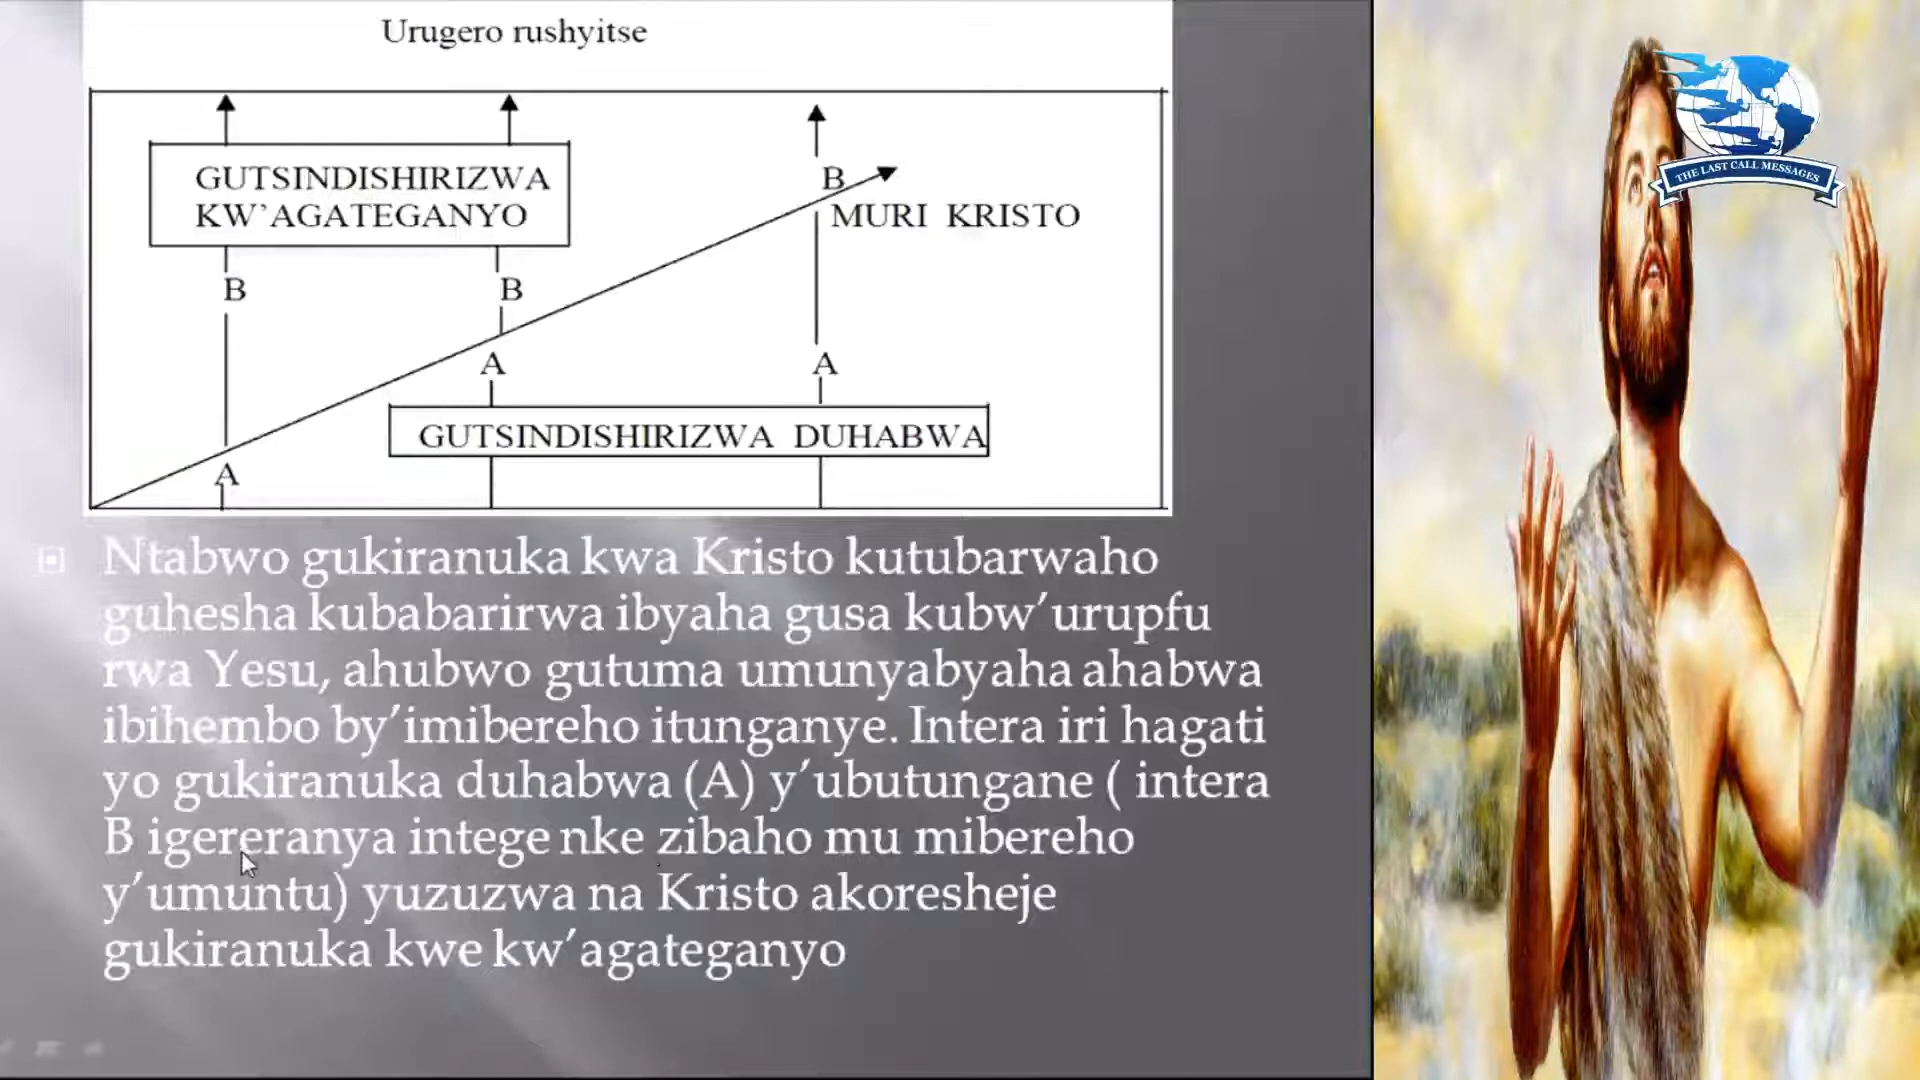 Urugero rushyitse
GUTSINDISHIRIZWA
KW’AGATEGANYO
B
MURI KRISTO
B
B
A
A
GUTSINDISHIRIZWA DUHABWA
A
Ntabwo gukiranuka kwa Kristo kutubarwaho
guhesha kubabarirwa ibyaha gusa kubw’urupfu
rwa Yesu, ahubwo gutuma umunyabyaha ahabwa
ibihembo by’imibereho itunganye. Intera iri hagati
yo gukiranuka duhabwa (A) y’ubutungane ( intera
B igereranya intege nke zibaho mu mibereho
y’umuntu) yuzuzwa na Kristo akoresheje
gukiranuka kwe kw’agateganyo
THE LAST CALL MESSAGES